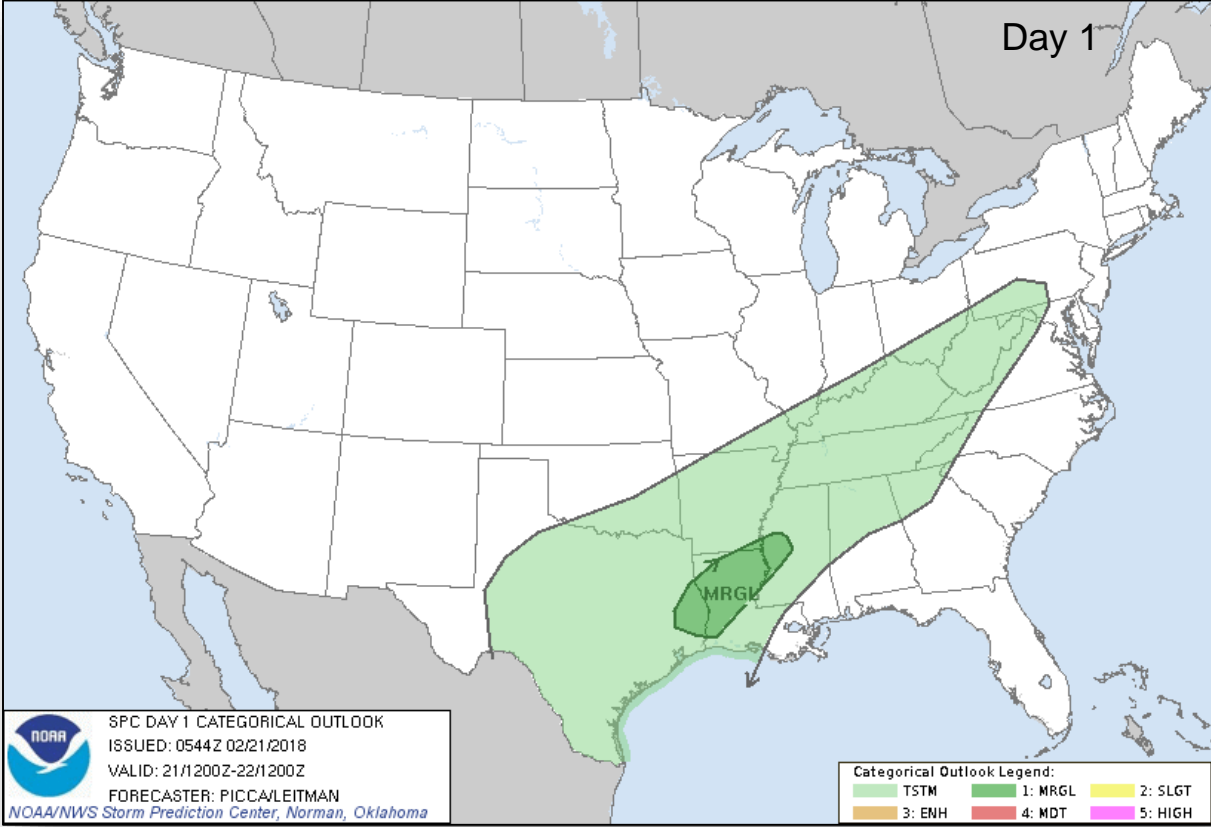 Day 1
MRGL
NOAA
SPC DAY 1 CATEGORICAL OUTLOOK
ISSUED: 0544Z 02/21/2018
VALID: 21/1200Z-22/1200Z
FORECASTER: PICCA/LEITMAN
NOAA/NWS Storm Prediction Center, Norman, Oklahoma
Categorical Outlook Legend:
TSTM 1: MRGL 2: SLGT
3: ENH 4: MDT 5: HIGH